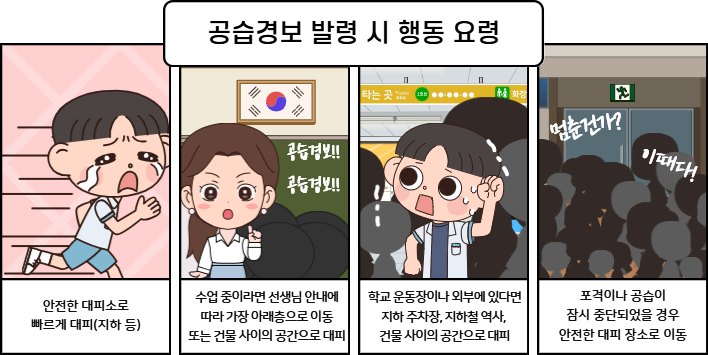 공습경보 발령 시 행동 요령
공습경보!!
공습경보!!
타는 곳
화장
멈춘건가?
이때다!
안전한 대피소로
빠르게 대피(지하 등)
수업 중이라면 선생님 안내에
따라 가장 아래층으로 이동
또는 건물 사이의 공간으로 대피
학교 운동장이나 외부에 있다면
지하 주차장, 지하철 역사,
건물 사이의 공간으로 대피
포격이나 공습이
잠시 중단되었을 경우
안전한 대피 장소로 이동